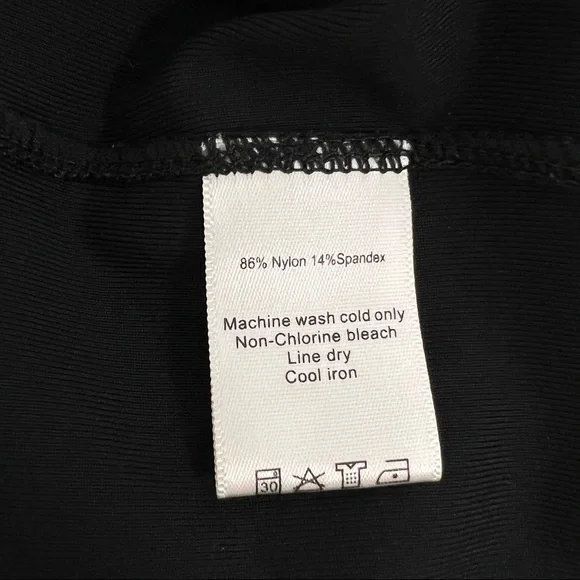 86% Nylon 14%Spandex
Machine wash cold only
Non-Chlorine bleach
Line dry
Cool iron
30